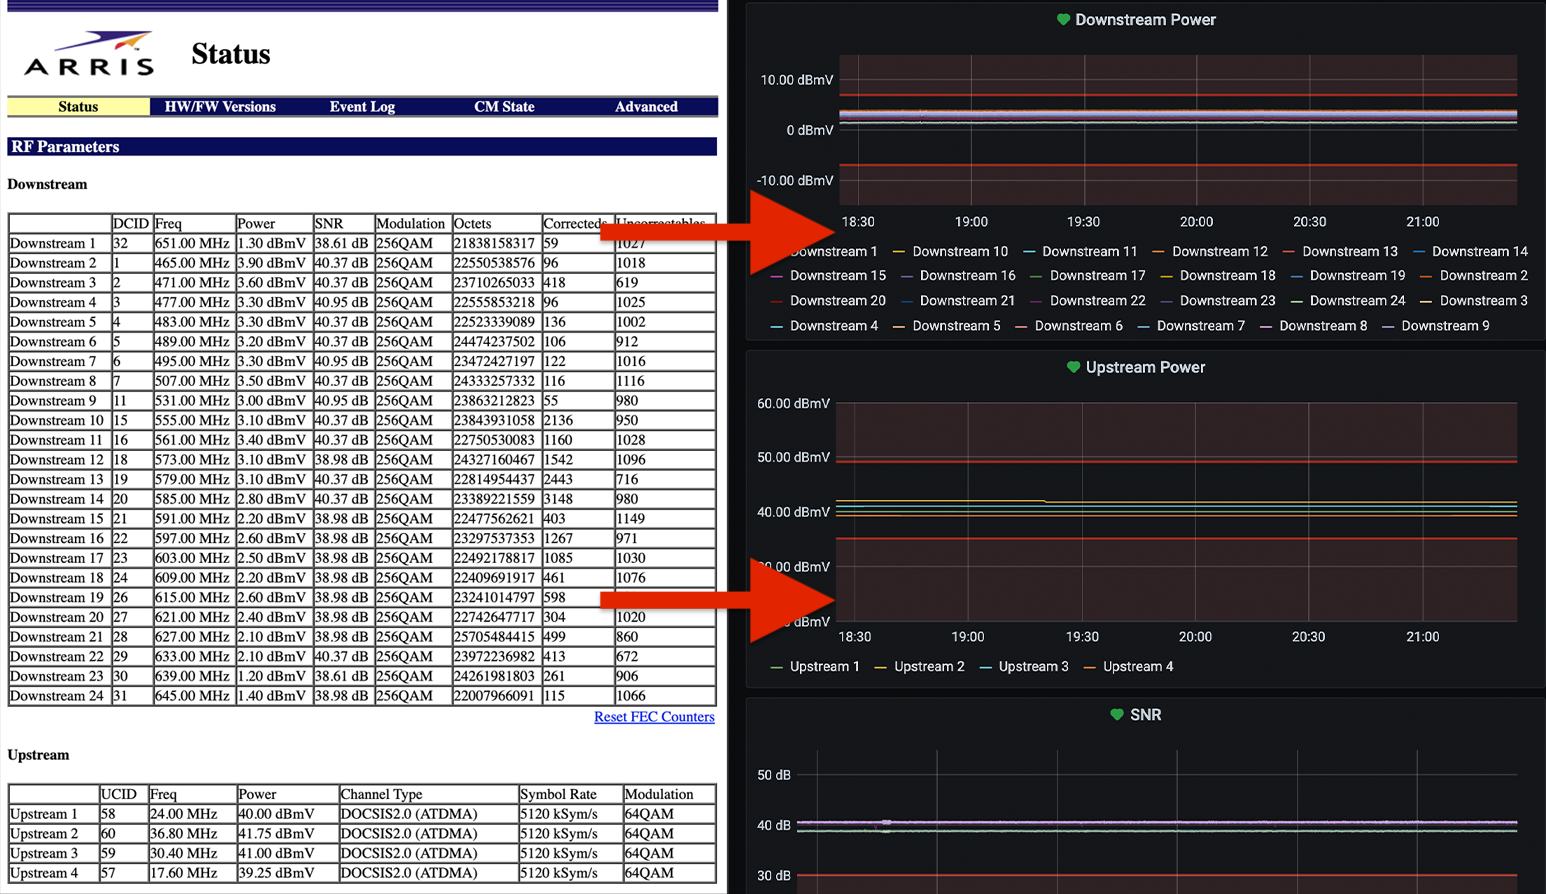 ARRIS
Status
Status HW/FW Versions Event Log CM State Advanced
RF Parameters
Downstream
DCID Freq Power SNR Modulation Octets Correcteds Uncorrectables
Downstream 1 32 651.00 MHz 1.30 dBmV 38.61 dB 256QAM 21838158317 59 1027
Downstream 2 1 465.00 MHz 3.90 dBmV 40.37 dB 256QAM 22550538576 96 1018
Downstream 3 2 471.00 MHz 3.60 dBmV 40.37 dB 256QAM 23710265033 418 619
Downstream 4 3 477.00 MHz 3.30 dBmV 40.95 dB 256QAM 22555853218 96 1025
Downstream 5 4 483.00 MHz 3.30 dBmV 40.37 dB 256QAM 22523339089 136 1002
Downstream 6 5 489.00 MHz 3.20 dBmV 40.37 dB 256QAM 24474237502 106 912
Downstream 7 6 495.00 MHz 3.30 dBmV 40.95 dB 256QAM 23472427197 122 1016
Downstream 8 7 507.00 MHz 3.50 dBmV 40.37 dB 256QAM 24333257332 116 1116
Downstream 9 11 531.00 MHz 3.00 dBmV 40.95 dB 256QAM 23863212823 55 980
Downstream 10 15 555.00 MHz 3.10 dBmV 40.37 dB 256QAM 23843931058 2136 950
Downstream 11 16 561.00 MHz 3.40 dBmV 40.37 dB 256QAM 22750530083 1160 1028
Downstream 12 18 573.00 MHz 3.10 dBmV 38.98 dB 256QAM 24327160467 1542 1096
Downstream 13 19 579.00 MHz 3.10 dBmV 40.37 dB 256QAM 22814954437 2443 716
Downstream 14 20 585.00 MHz 2.80 dBmV 40.37 dB 256QAM 23389221559 3148 980
Downstream 15 21 591.00 MHz 2.20 dBmV 38.98 dB 256QAM 22477562621 403 1149
Downstream 16 22 597.00 MHz 2.60 dBmV 38.98 dB 256QAM 23297537353 1267 971
Downstream 17 23 603.00 MHz 2.50 dBmV 38.98 dB 256QAM 22492178817 1085 1030
Downstream 18 24 609.00 MHz 2.20 dBmV 38.98 dB 256QAM 22409691917 461 1076
Downstream 19 26 615.00 MHz 2.60 dBmV 38.98 dB 256QAM 23241014797 598
Downstream 20 27 621.00 MHz 2.40 dBmV 38.98 dB 256QAM 22742647717 304 1020
Downstream 21 28 627.00 MHz 2.10 dBmV 38.98 dB 256QAM 25705484415 499 860
Downstream 22 29 633.00 MHz 2.10 dBmV 40.37 dB 256QAM 23972236982 413 672
Downstream 23 30 639.00 MHz 1.20 dBmV 38.61 dB 256QAM 24261981803 261 906
Downstream 24 31 645.00 MHz 1.40 dBmV 38.98 dB 256QAM 22007966091 115 1066
Reset FEC Counters
Upstream
UCID Freq Power Channel Type Symbol Rate Modulation
Upstream 1 58 24.00 MHz 40.00 dBmV DOCSIS2.0 (ATDMA) 5120 kSym/s 64QAM
Upstream 2 60 36.80 MHz 41.75 dBmV DOCSIS2.0 (ATDMA) 5120 kSym/s 64QAM
Upstream 3 59 30.40 MHz 41.00 dBmV DOCSIS2.0 (ATDMA) 5120 kSym/s 64QAM
Upstream 4 57 17.60 MHz 39.25 dBmV DOCSIS2.0 (ATDMA) 5120 kSym/s 64QAM
Downstream Power
10.00 dBmV
0 dBmV
-10.00 dBmV
18:30 19:00 19:30 20:00 20:30 21:00
Downstream 1 Downstream 10 Downstream 11 Downstream 12 Downstream 13 Downstream 14
Downstream 15 Downstream 16 Downstream 17 Downstream 18 Downstream 19 Downstream 2
Downstream 20 Downstream 21 Downstream 22 Downstream 23 Downstream 24 Downstream 3
Downstream 4 Downstream 5 Downstream 6 Downstream 7 Downstream 8 Downstream 9
Upstream Power
60.00 dBmV
50.00 dBmV
40.00 dBmV
dBmV
dBmV
18:30 19:00 19:30 20:00 20:30 21:00
Upstream 1 Upstream 2 Upstream 3 Upstream 4
SNR
50 dB
40 dB
30 dB